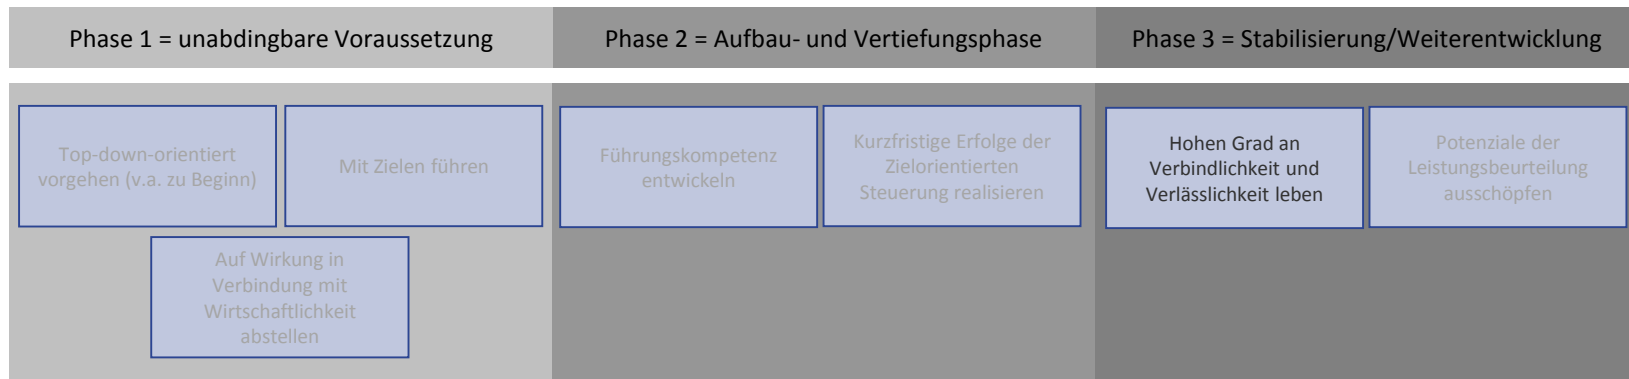 Phase 1 = unabdingbare Voraussetzung
Phase 2 = Aufbau- und Vertiefungsphase
Phase 3 = Stabilisierung/Weiterentwicklung
Top-down-orientiert
vorgehen (v.a. zu Beginn)
Mit Zielen führen
Auf Wirkung in
Verbindung mit
Wirtschaftlichkeit
abstellen
Führungskompetenz
entwickeln
Kurzfristige Erfolge der
Zielorientierten
Steuerung realisieren
Hohen Grad an
Verbindlichkeit und
Verlässlichkeit leben
Potenziale der
Leistungsbeurteilung
ausschöpfen